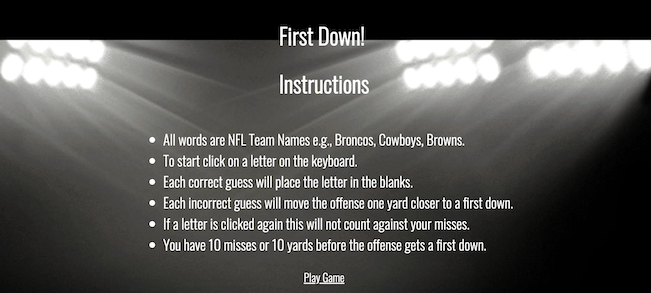 First Down!
Instructions
All words are NFL Team Names e.g., Broncos, Cowboys, Browns.
To start click on a letter on the keyboard.
Each correct guess will place the letter in the blanks.
Each incorrect guess will move the offense one yard closer to a first down.
If a letter is clicked again this will not count against your misses.
You have 10 misses or 10 yards before the offense gets a first down.
Play Game